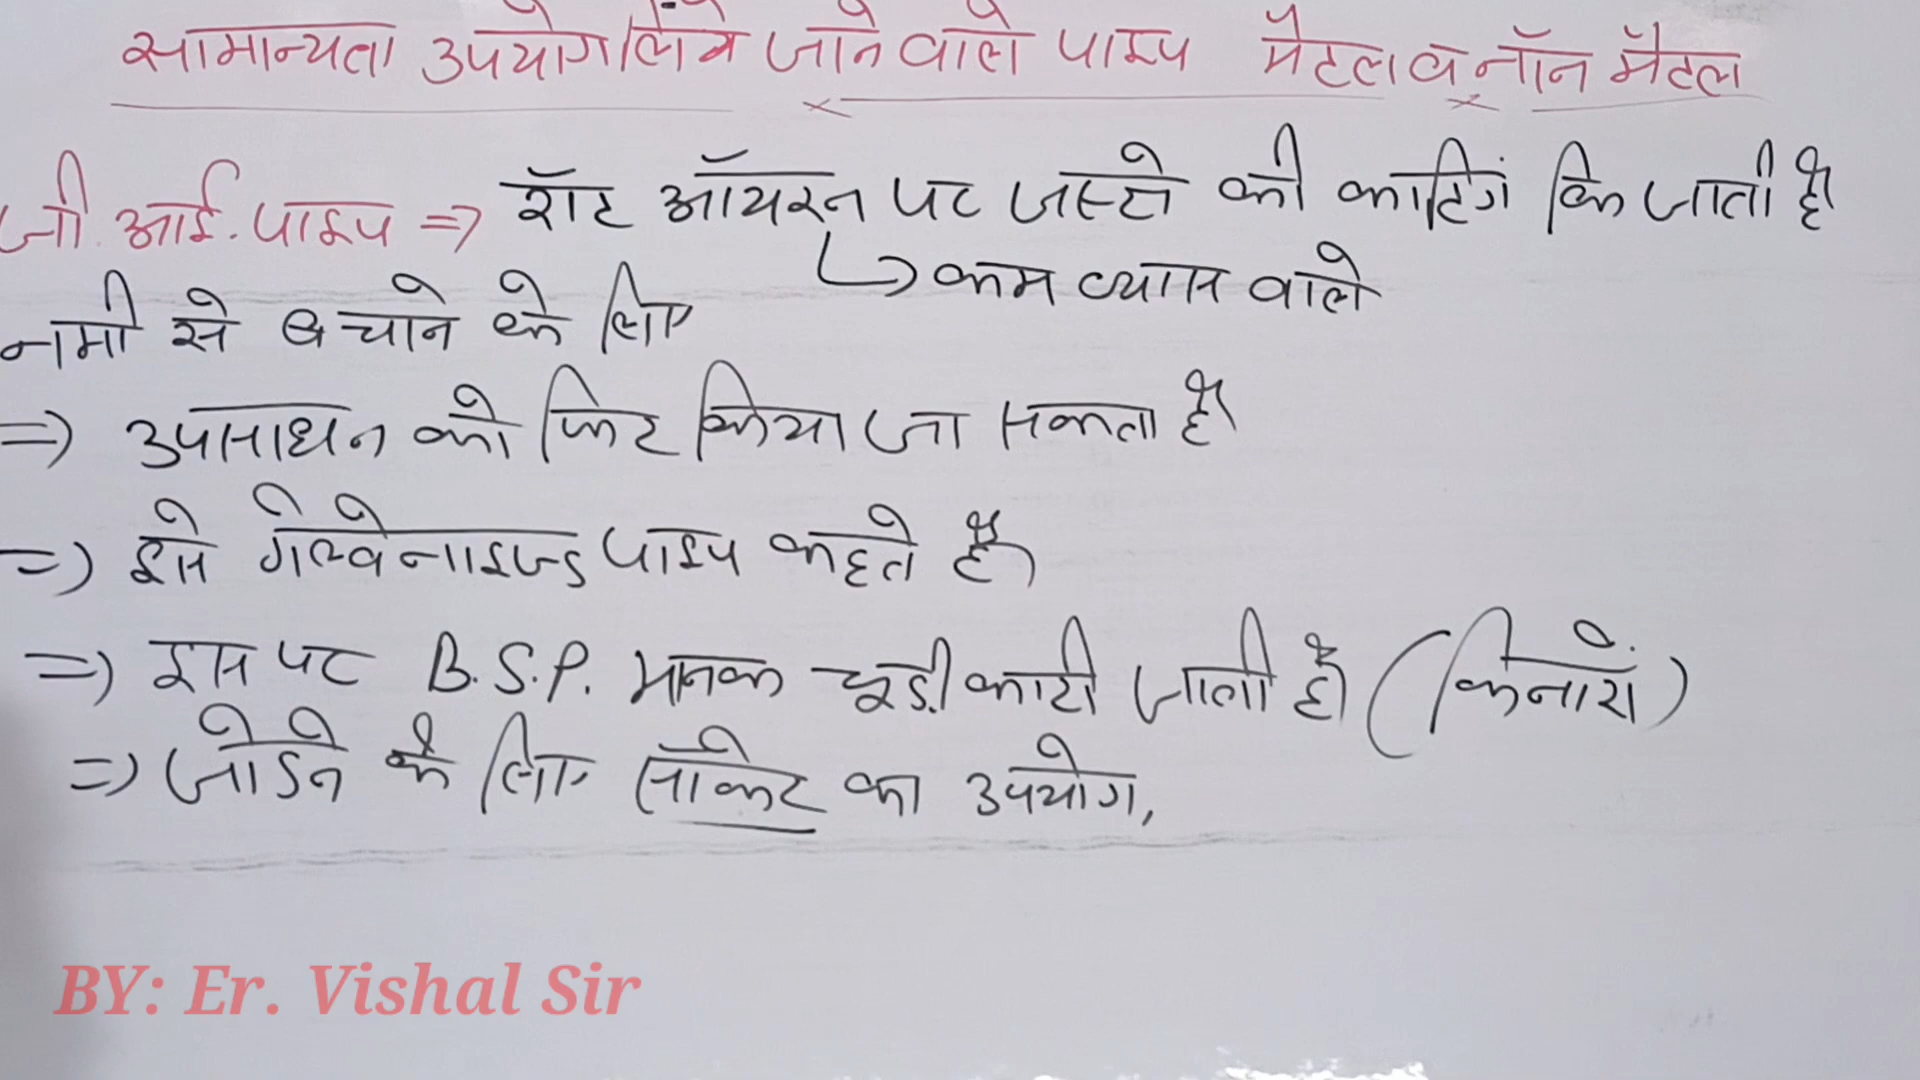 सामान्यता उपयोग लिये जाने वाले पाइप मैटल व नॉन मैटल
जी.आई.पाइप => रॉट ऑयरन पर जस्ते की काटिगं कि जाती है
↳ कम व्यास वाले
नमी से बचाने के लिए
=> उपसाधन को फिट किया जा सकता है
=> इसे गेल्वेनाइज्ड पाइप कहते है
=> इस पर B.S.P. मानक चूड़ी काटी जाती है (किनारों)
=> जोडने के लिए सॉकेट का उपयोग,
BY: Er. Vishal Sir